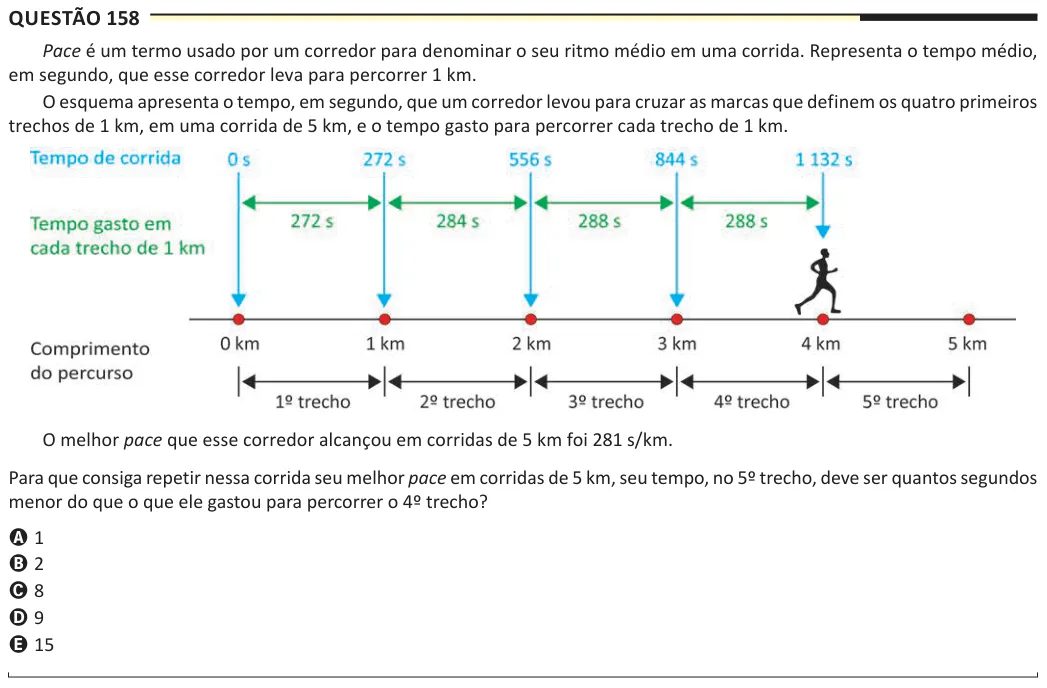 QUESTÃO 158
Pace é um termo usado por um corredor para denominar o seu ritmo médio em uma corrida. Representa o tempo médio,
em segundo, que esse corredor leva para percorrer 1 km.
O esquema apresenta o tempo, em segundo, que um corredor levou para cruzar as marcas que definem os quatro primeiros
trechos de 1 km, em uma corrida de 5 km, e o tempo gasto para percorrer cada trecho de 1 km.
Tempo de corrida 0 s 272 s 556 s 844 s 1 132 s
Tempo gasto em
cada trecho de 1 km
272 s 284 s 288 s 288 s
0 km 1 km 2 km 3 km 4 km 5 km
Comprimento
do percurso
1º trecho 2º trecho 3º trecho 4º trecho 5º trecho
O melhor pace que esse corredor alcançou em corridas de 5 km foi 281 s/km.
Para que consiga repetir nessa corrida seu melhor pace em corridas de 5 km, seu tempo, no 5º trecho, deve ser quantos segundos
menor do que o que ele gastou para percorrer o 4º trecho?
A 1
B 2
C 8
D 9
E 15